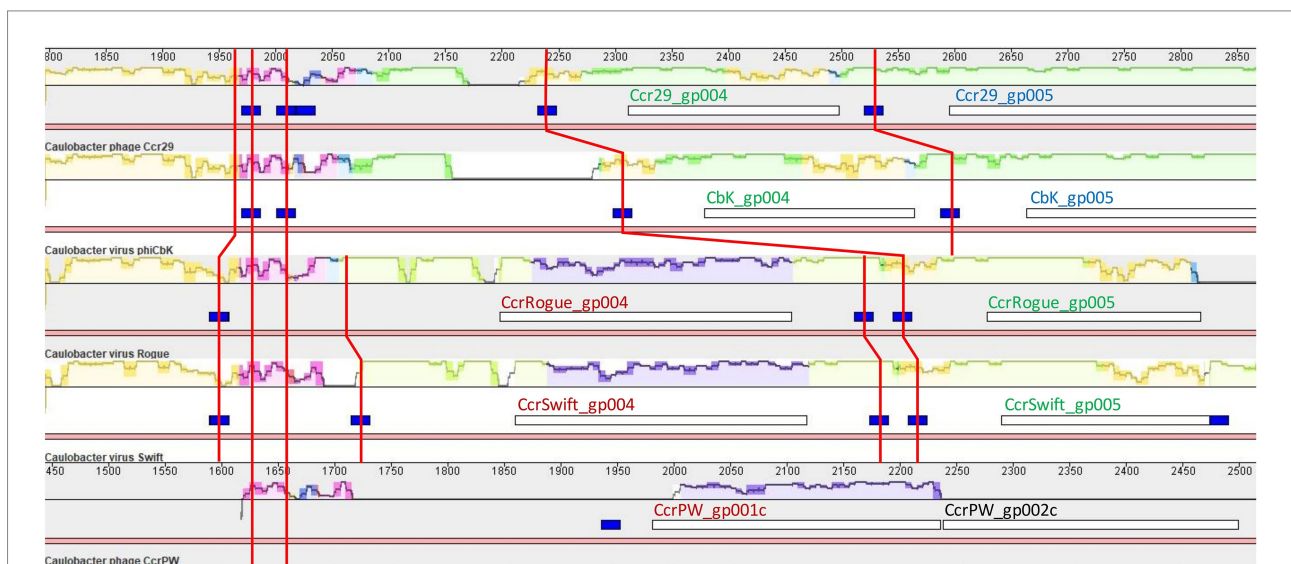 800 1850 1900 1950 2000 2050 2100 2150 2200 2250 2300 2350 2400 2450 2500 2550 2600 2650 2700 2750 2800 2850
Ccr29_gp004 Ccr29_gp005
Caulobacter phage Ccr29
CbK_gp004 CbK_gp005
Caulobacter virus phiCbK
CcrRogue_gp004 CcrRogue_gp005
Caulobacter virus Rogue
CcrSwift_gp004 CcrSwift_gp005
Caulobacter virus Swift
450 1500 1550 1600 1650 1700 1750 1800 1850 1900 1950 2000 2050 2100 2150 2200 2250 2300 2350 2400 2450 2500
CcrPW_gp001c CcrPW_gp002c
Caulobacter phage CcrPW